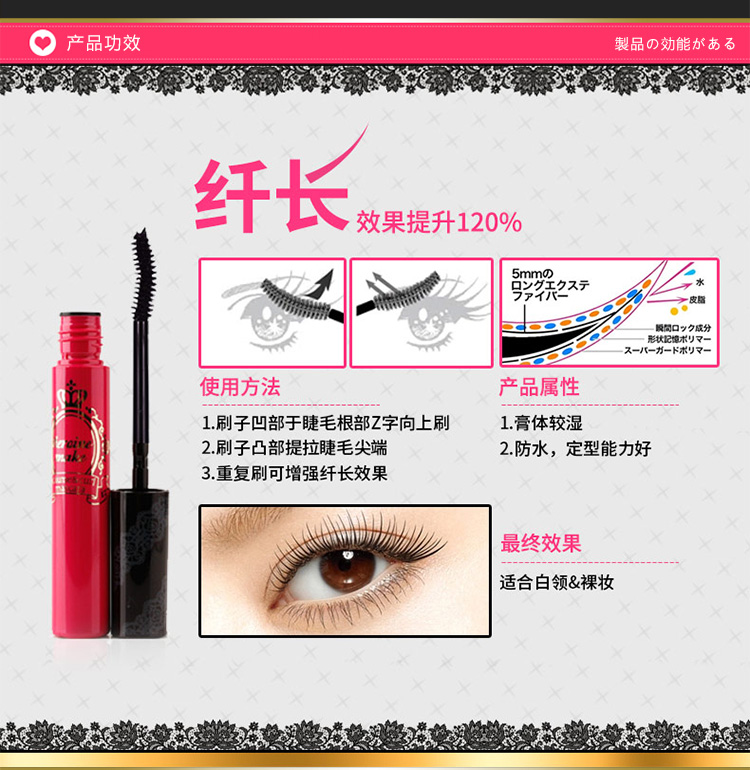 产品功效
製品の効能がある
纤长
效果提升120%
5mmの
ロングエクステ
ファイバー
水
皮脂
瞬間ロック成分
形状記憶ポリマー
スーパーガードポリマー
使用方法
1.刷子凹部于睫毛根部Z字向上刷
2.刷子凸部提拉睫毛尖端
3.重复刷可增强纤长效果
产品属性
1.膏体较湿
2.防水，定型能力好
make
最终效果
适合白领&裸妆